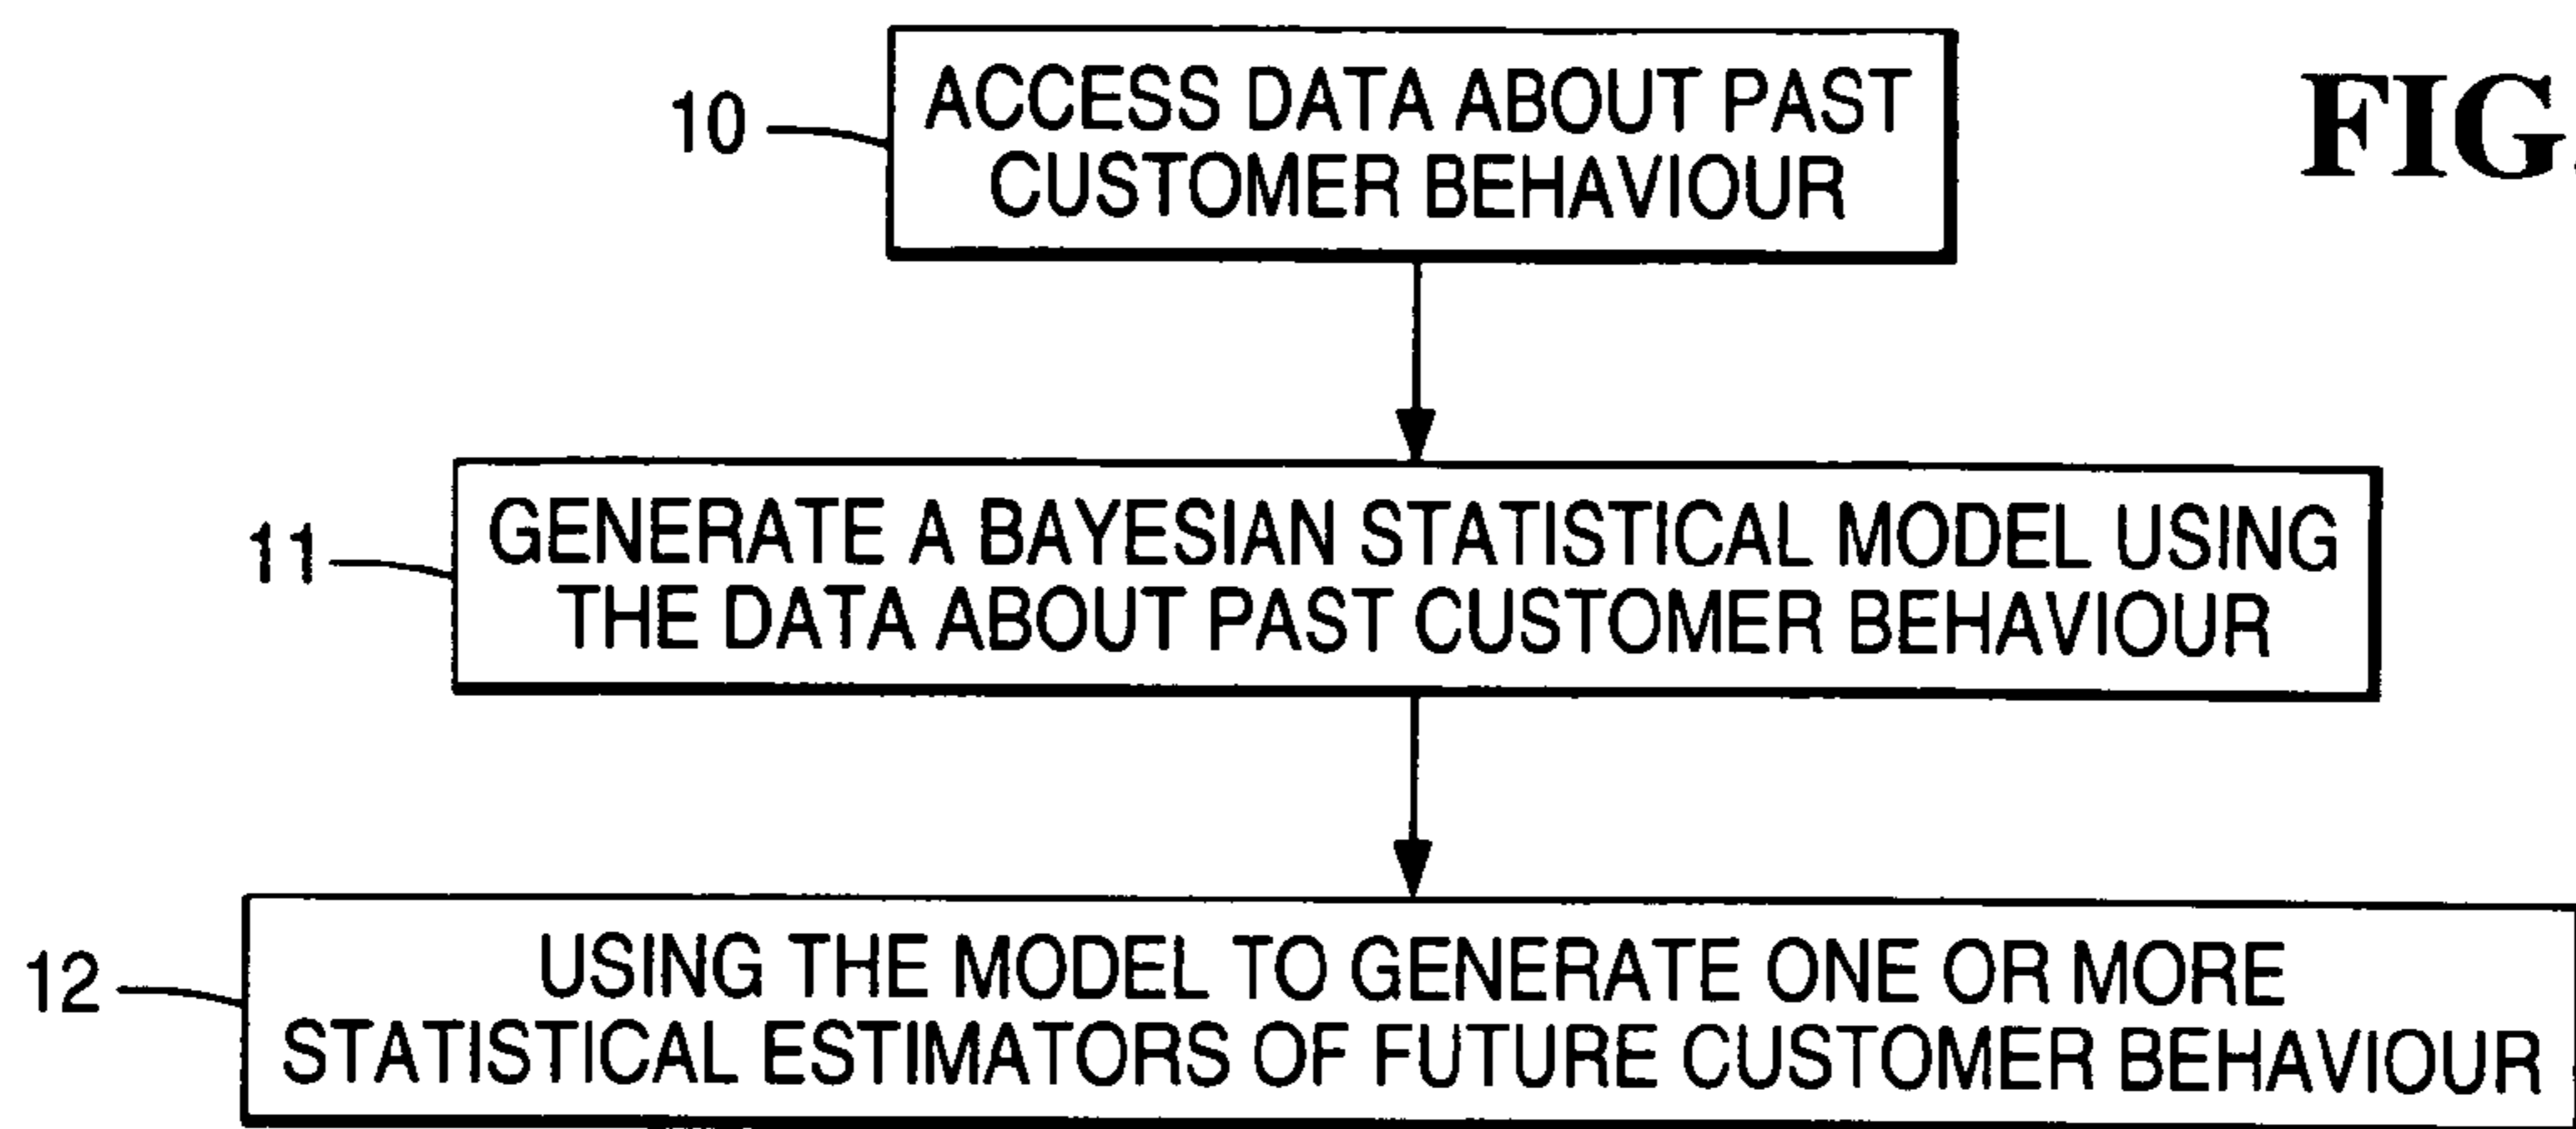 FIG.
10
ACCESS DATA ABOUT PAST
CUSTOMER BEHAVIOUR
11
GENERATE A BAYESIAN STATISTICAL MODEL USING
THE DATA ABOUT PAST CUSTOMER BEHAVIOUR
12
USING THE MODEL TO GENERATE ONE OR MORE
STATISTICAL ESTIMATORS OF FUTURE CUSTOMER BEHAVIOUR